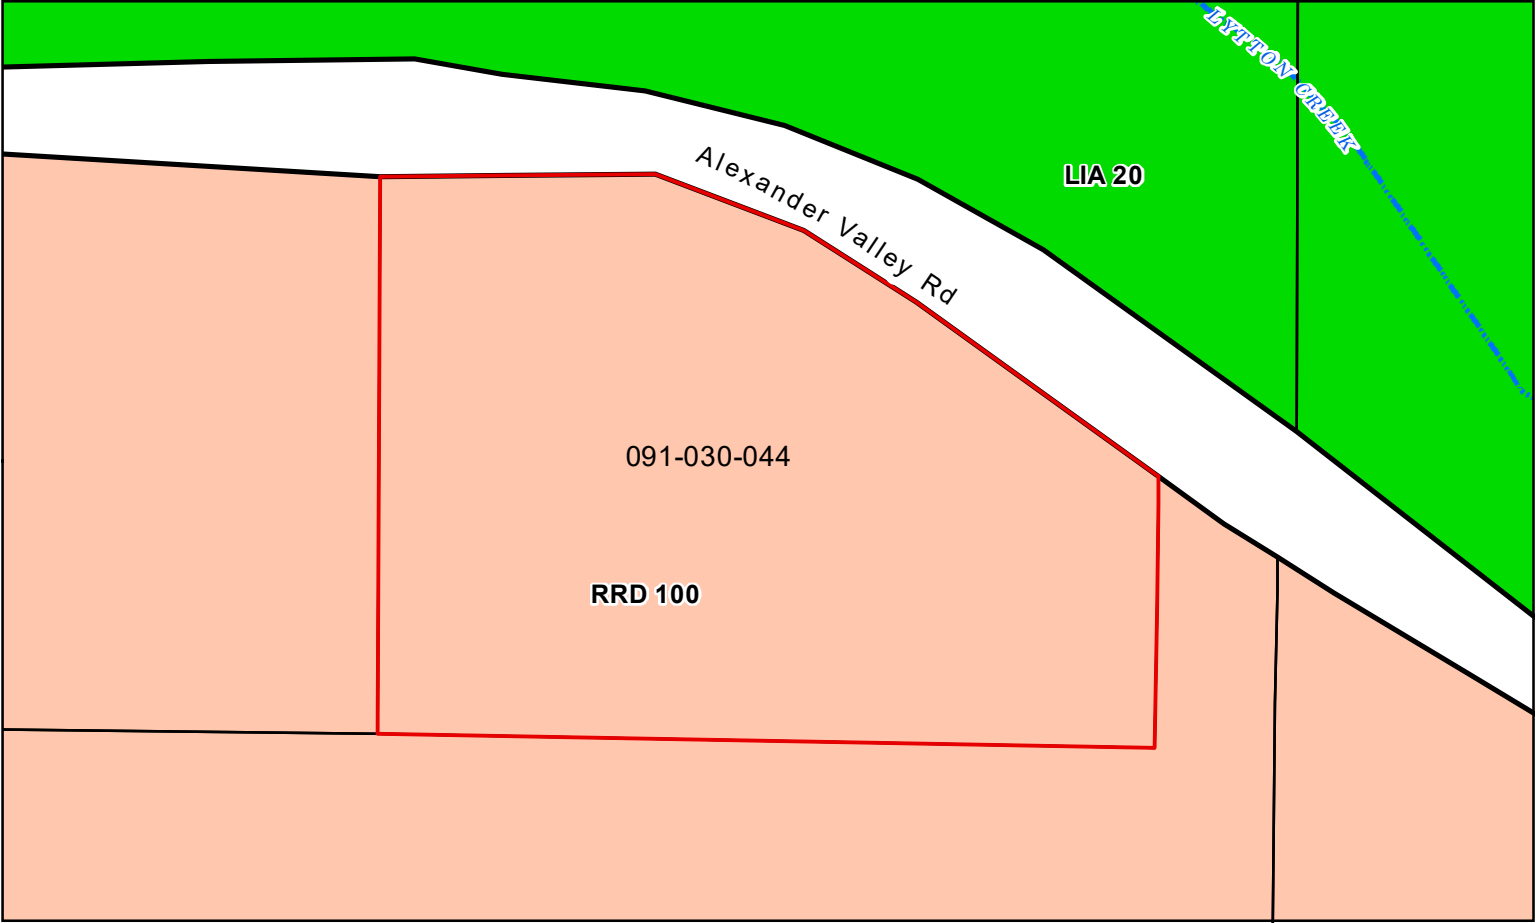 LYTTON CREEK
LIA 20
Alexander Valley Rd
091-030-044
RRD 100